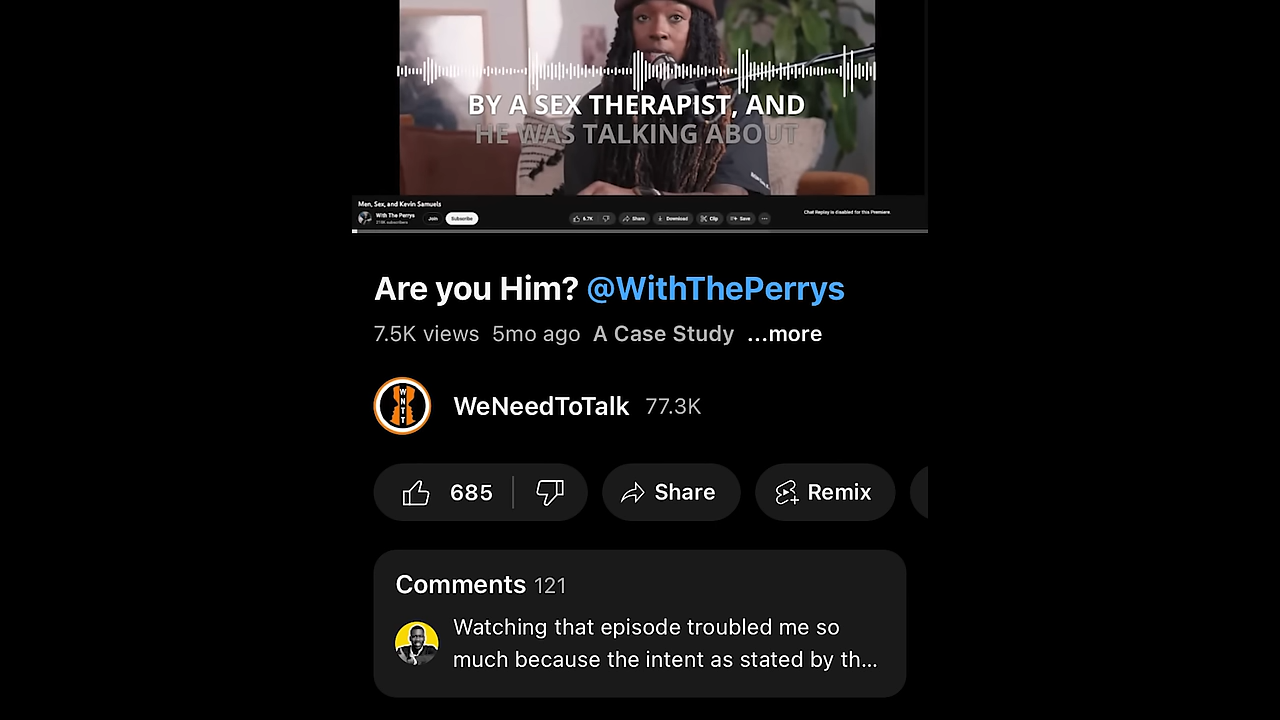 BY A SEX THERAPIST, AND
HE WAS TALKING ABOUT
Men, Sex, and Kevin Samuels
With The Perrys
Join
Subscribe
6.7K
Share
Download
Clip
Save
Chat Replay is disabled for this Premiere.
Are you Him? @WithThePerrys
7.5K views 5mo ago A Case Study ...more
WNTT
WeNeedToTalk 77.3K
685
Share
Remix
Comments 121
Watching that episode troubled me so
much because the intent as stated by th...